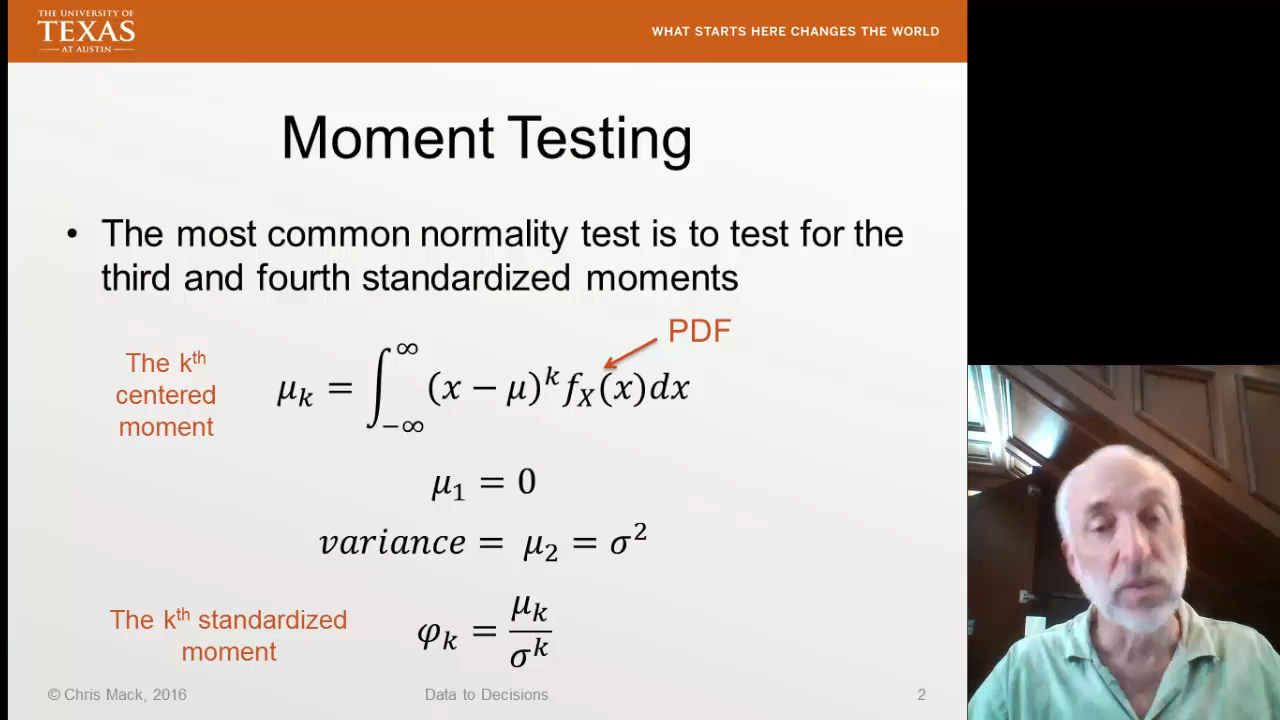 THE UNIVERSITY OF
TEXAS
AT AUSTIN
WHAT STARTS HERE CHANGES THE WORLD
Moment Testing
• The most common normality test is to test for the
third and fourth standardized moments
PDF
The kᵗʰ
centered
moment
μₖ = ∫_{-∞}^{∞} (x − μ)ᵏ f_X(x)dx
μ₁ = 0
variance = μ₂ = σ²
The kᵗʰ standardized
moment
φₖ = μₖ / σᵏ
© Chris Mack, 2016
Data to Decisions
2